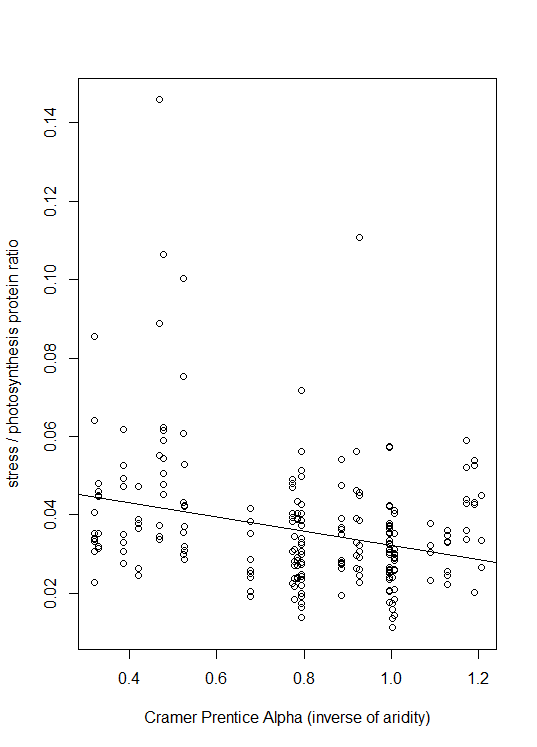 stress / photosynthesis protein ratio
0.14
0.12
0.10
0.08
0.06
0.04
0.02
0.4 0.6 0.8 1.0 1.2
Cramer Prentice Alpha (inverse of aridity)